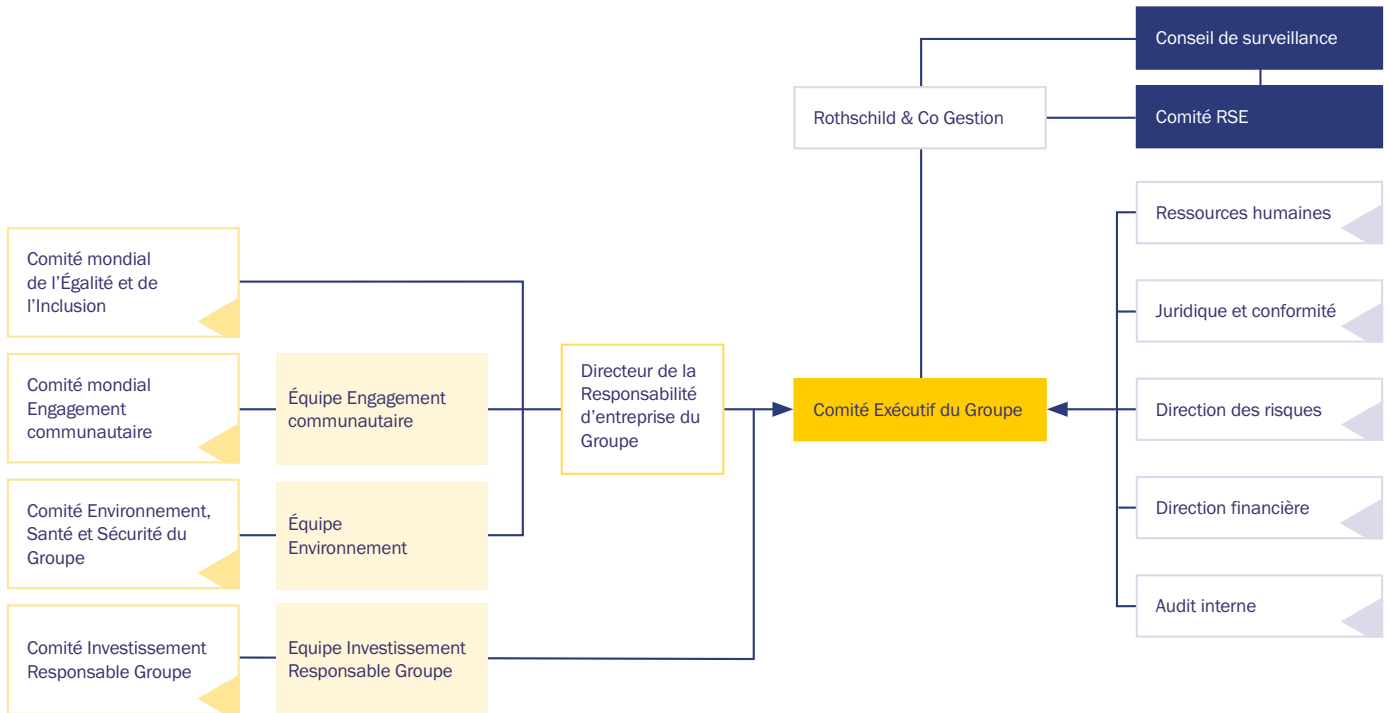 Conseil de surveillance
Rothschild & Co Gestion
Comité RSE
Ressources humaines
Juridique et conformité
Direction des risques
Direction financière
Audit interne
Comité mondial
de l’Égalité et de
l’Inclusion
Comité mondial
Engagement
communautaire
Équipe Engagement
communautaire
Comité Environnement,
Santé et Sécurité du
Groupe
Équipe
Environnement
Comité Investissement
Responsable Groupe
Equipe Investissement
Responsable Groupe
Directeur de la
Responsabilité
d’entreprise du
Groupe
Comité Exécutif du Groupe